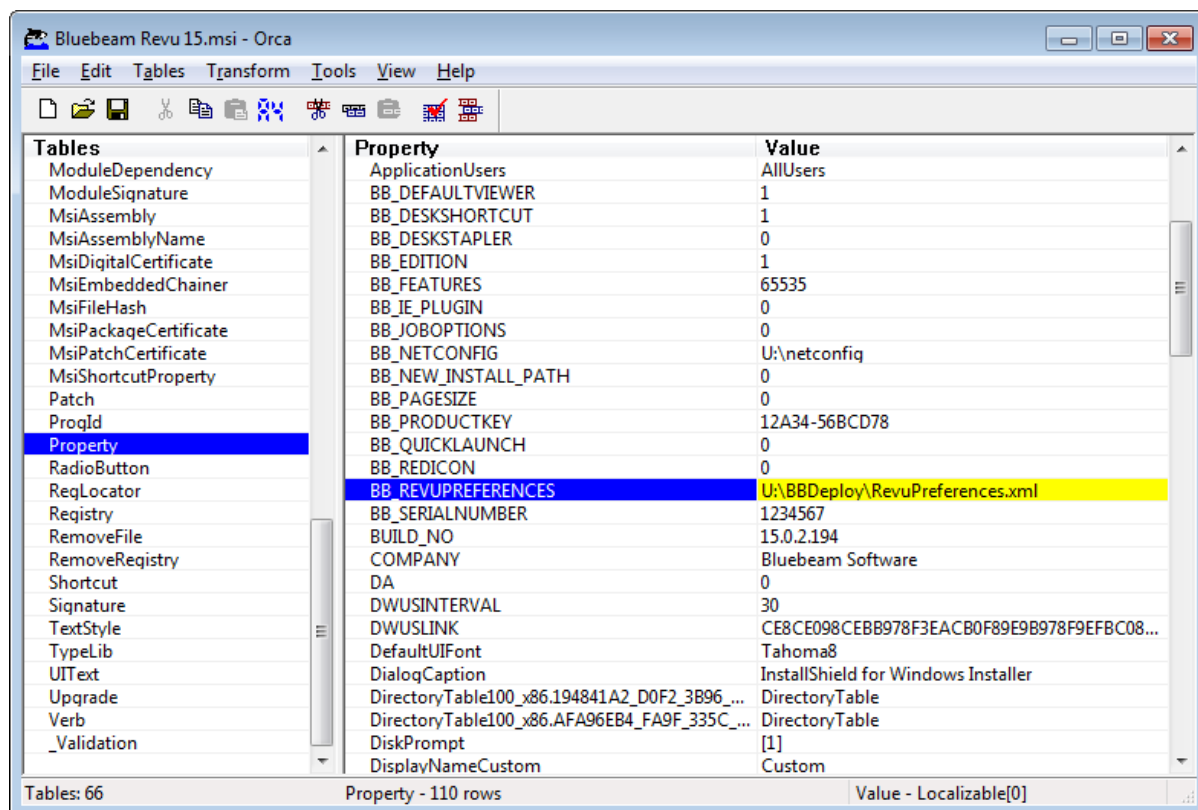 Bluebeam Revu 15.msi - Orca
File Edit Tables Transform Tools View Help
Tables Property Value
ModuleDependency ApplicationUsers AllUsers
ModuleSignature BB_DEFAULTVIEWER 1
MsiAssembly BB_DESKSHORTCUT 1
MsiAssemblyName BB_DESKSTAPLER 0
MsiDigitalCertificate BB_EDITION 1
MsiEmbeddedChainer BB_FEATURES 65535
MsiFileHash BB_IE_PLUGIN 0
MsiPackageCertificate BB_JOBOPTIONS 0
MsiPatchCertificate BB_NETCONFIG U:\netconfig
MsiShortcutProperty BB_NEW_INSTALL_PATH 0
Patch BB_PAGESIZE 0
ProgId BB_PRODUCTKEY 12A34-56BCD78
Property BB_QUICKLAUNCH 0
RadioButton BB_REDICON 0
RegLocator BB_REVUPREFERENCES U:\BBDeploy\RevuPreferences.xml
Registry BB_SERIALNUMBER 1234567
RemoveFile BUILD_NO 15.0.2.194
RemoveRegistry COMPANY Bluebeam Software
Shortcut DA 0
Signature DWUSINTERVAL 30
TextStyle DWUSLINK CE8CE098CEBB978F3EACB0F89E9B978F9EFBC08...
TypeLib DefaultUIFont Tahoma8
UIText DialogCaption InstallShield for Windows Installer
Upgrade DirectoryTable100_x86.194841A2_D0F2_3B96_... DirectoryTable
Verb DirectoryTable100_x86.AFA96EB4_FA9F_335C_... DirectoryTable
_Validation DiskPrompt [1]
DisplayNameCustom Custom
Tables: 66 Property - 110 rows Value - Localizable[0]